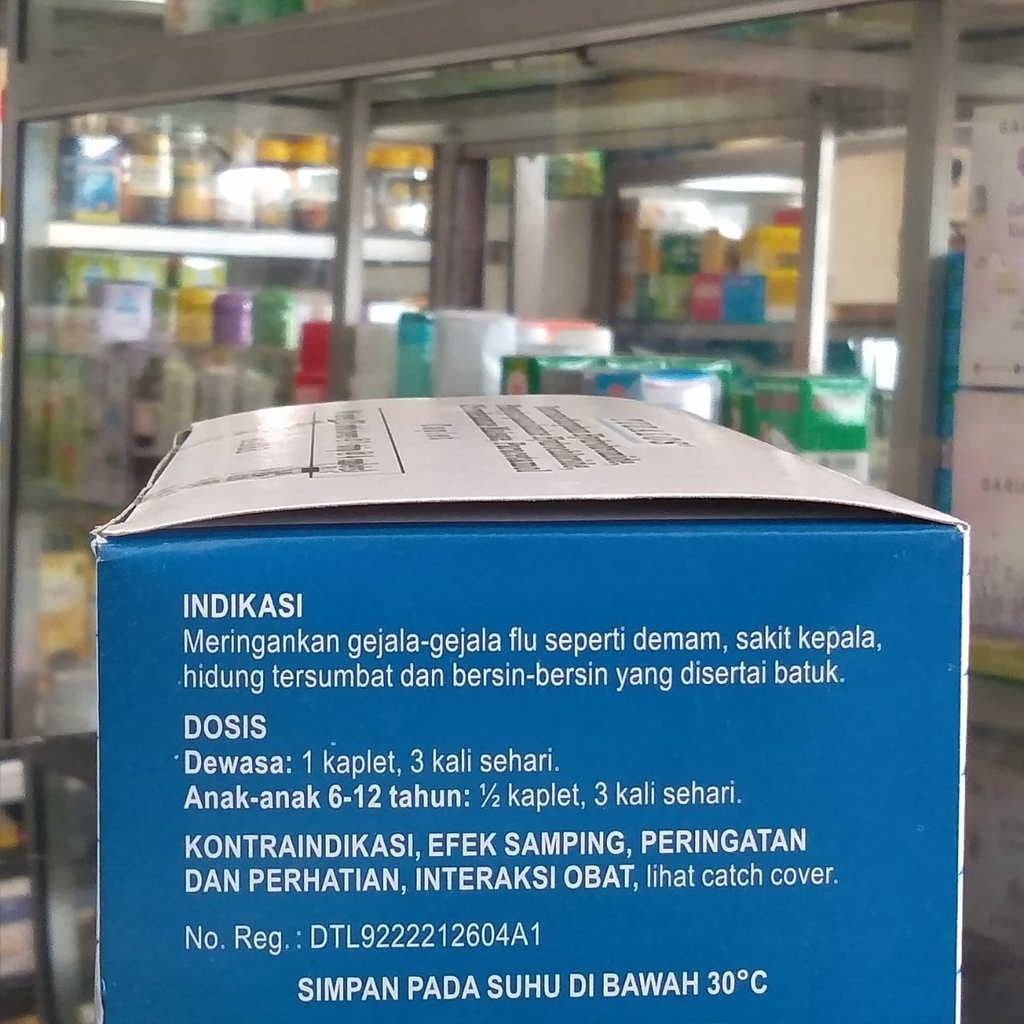 INDIKASI
Meringankan gejala-gejala flu seperti demam, sakit kepala,
hidung tersumbat dan bersin-bersin yang disertai batuk.
DOSIS
Dewasa: 1 kaplet, 3 kali sehari.
Anak-anak 6-12 tahun: ½ kaplet, 3 kali sehari.
KONTRAINDIKASI, EFEK SAMPING, PERINGATAN
DAN PERHATIAN, INTERAKSI OBAT, lihat catch cover.
No. Reg. : DTL9222212604A1
SIMPAN PADA SUHU DI BAWAH 30°C